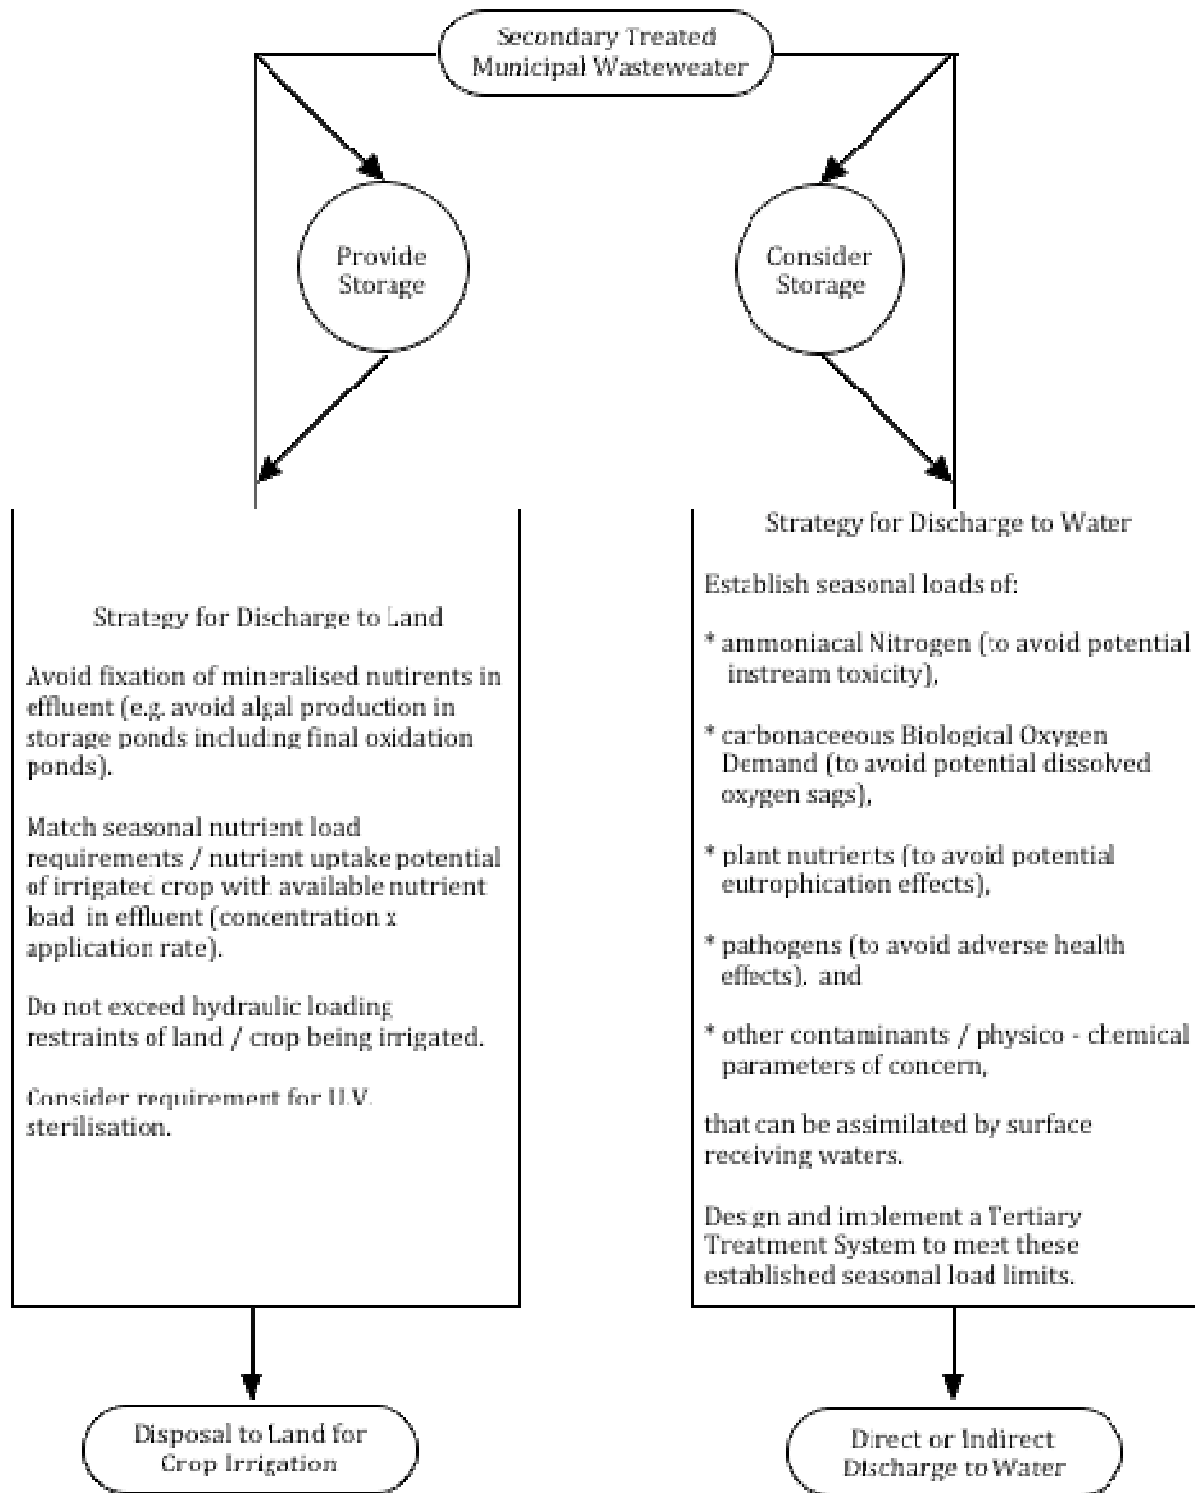 Secondary Treated
Municipal Wasteweater
Provide
Storage
Consider
Storage
Strategy for Discharge to Land
Avoid fixation of mineralised nutirents in
effluent (e.g. avoid algal production in
storage ponds including final oxidation
ponds).
Match seasonal nutrient load
requirements / nutrient uptake potential
of irrigated crop with available nutrient
load in effluent (concentration x
application rate).
Do not exceed hydraulic loading
restraints of land / crop being irrigated.
Consider requirement for U.V.
sterilisation.
Strategy for Discharge to Water
Establish seasonal loads of:
* ammoniacal Nitrogen (to avoid potential
instream toxicity),
* carbonaceeous Biological Oxygen
Demand (to avoid potential dissolved
oxygen sags),
* plant nutrients (to avoid potential
eutrophication effects),
* pathogens (to avoid adverse health
effects), and
* other contaminants / physico - chemical
parameters of concern,
that can be assimilated by surface
receiving waters.
Design and implement a Tertiary
Treatment System to meet these
established seasonal load limits.
Disposal to Land for
Crop Irrigation
Direct or Indirect
Discharge to Water